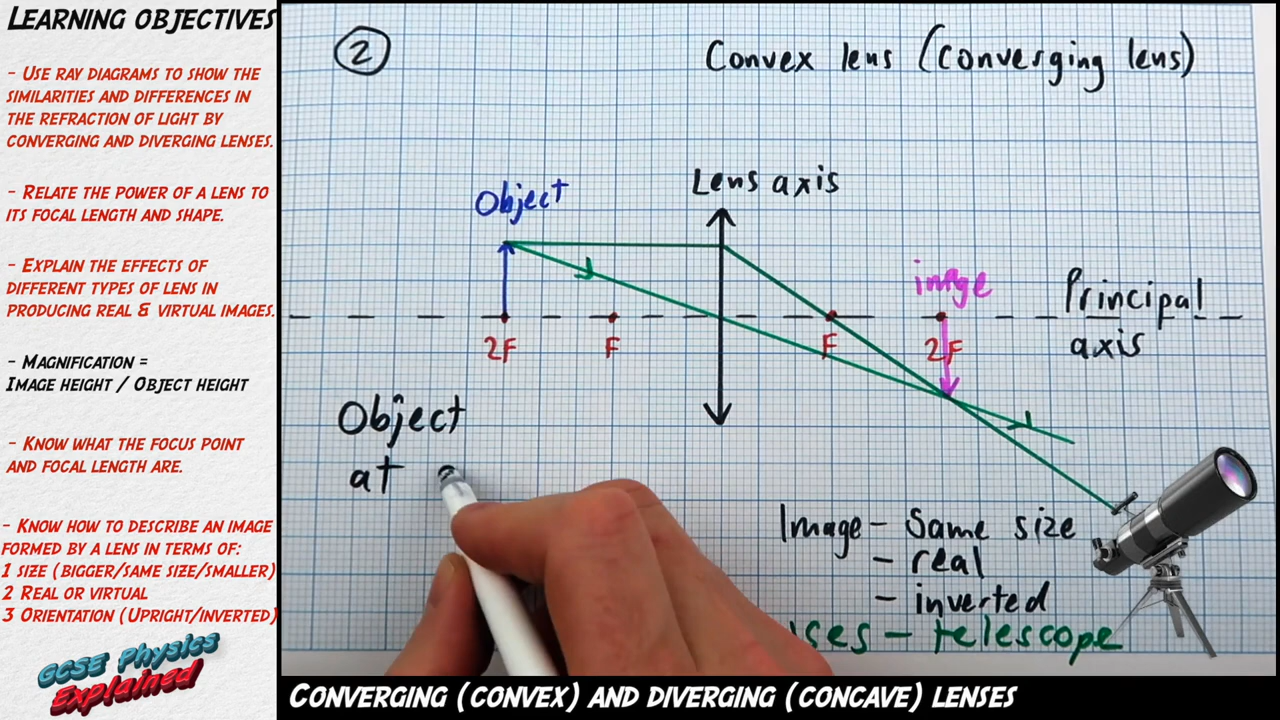 LEARNING OBJECTIVES
- USE RAY DIAGRAMS TO SHOW THE
SIMILARITIES AND DIFFERENCES IN
THE REFRACTION OF LIGHT BY
CONVERGING AND DIVERGING LENSES.
- RELATE THE POWER OF A LENS TO
ITS FOCAL LENGTH AND SHAPE.
- EXPLAIN THE EFFECTS OF
DIFFERENT TYPES OF LENS IN
PRODUCING REAL & VIRTUAL IMAGES.
- MAGNIFICATION =
IMAGE HEIGHT / OBJECT HEIGHT
- KNOW WHAT THE FOCUS POINT
AND FOCAL LENGTH ARE.
- KNOW HOW TO DESCRIBE AN IMAGE
FORMED BY A LENS IN TERMS OF:
1 SIZE (BIGGER/SAME SIZE/SMALLER)
2 REAL OR VIRTUAL
3 ORIENTATION (UPRIGHT/INVERTED)
GCSE Physics
Explained
2
Convex lens (converging lens)
Object
Lens axis
image
Principal
axis
2F
F
F
2F
Object
at
Image - Same size
- real
- inverted
- telescope
CONVERGING (CONVEX) AND DIVERGING (CONCAVE) LENSES